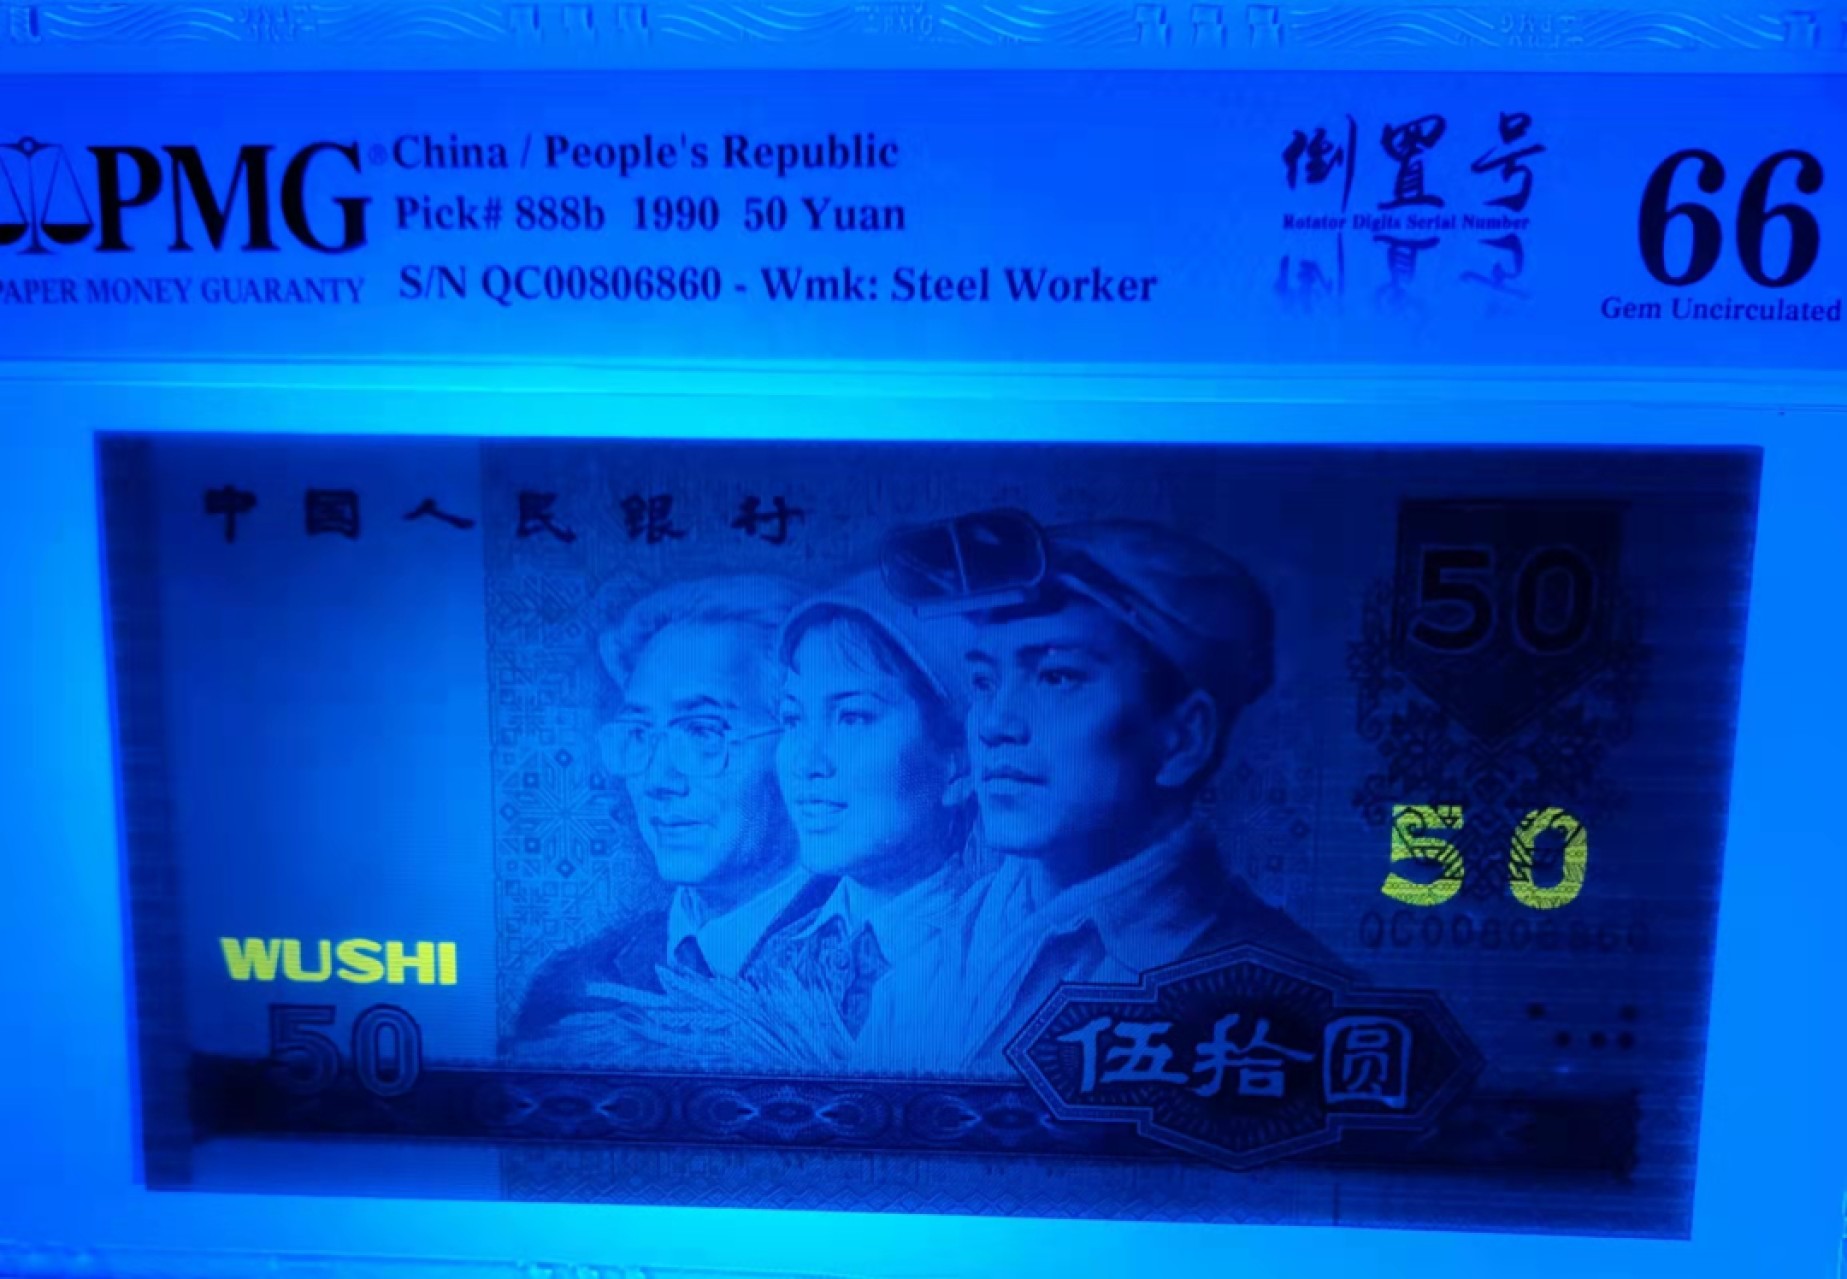 PMG®
PAPER MONEY GUARANTY
China / People's Republic
Pick# 888b 1990 50 Yuan
S/N QC00806860 - Wmk: Steel Worker
倒置号
Rotator Digits Serial Number
66
Gem Uncirculated
中国人民银行
50
50
QC00806860
WUSHI
50
伍拾圆